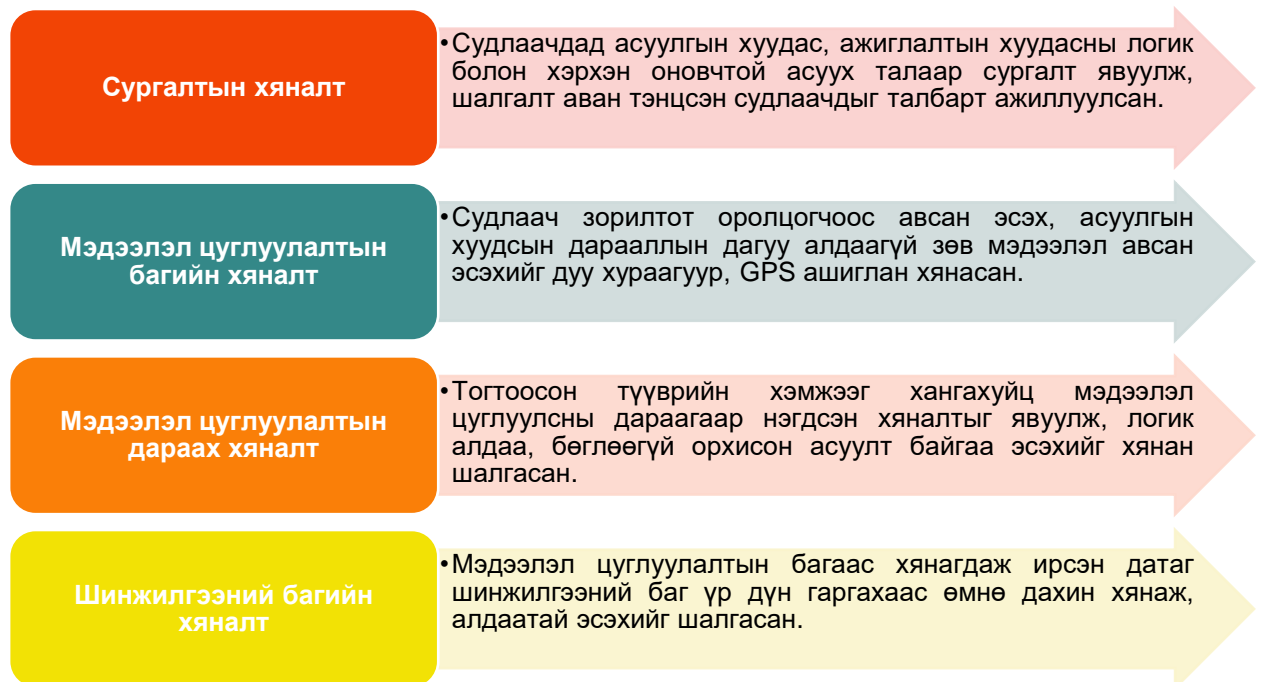 Сургалтын хяналт
•Судлаачдад асуулгын хуудас, ажиглалтын хуудасны логик
болон хэрхэн оновчтой асуух талаар сургалт явуулж,
шалгалт аван тэнцсэн судлаачдыг талбарт ажиллуулсан.
Мэдээлэл цуглуулалтын
багийн хяналт
•Судлаач зорилтот оролцогчоос авсан эсэх, асуулгын
хуудсын дарааллын дагуу алдаагүй зөв мэдээлэл авсан
эсэхийг дуу хураагуур, GPS ашиглан хянасан.
Мэдээлэл цуглуулалтын
дараах хяналт
•Тогтоосон түүврийн хэмжээг хангахуйц мэдээлэл
цуглуулсны дараагаар нэгдсэн хяналтыг явуулж, логик
алдаа, бөглөөгүй орхисон асуулт байгаа эсэхийг хянан
шалгасан.
Шинжилгээний багийн
хяналт
•Мэдээлэл цуглуулалтын багаас хянагдаж ирсэн датаг
шинжилгээний баг үр дүн гаргахаас өмнө дахин хянаж,
алдаатай эсэхийг шалгасан.